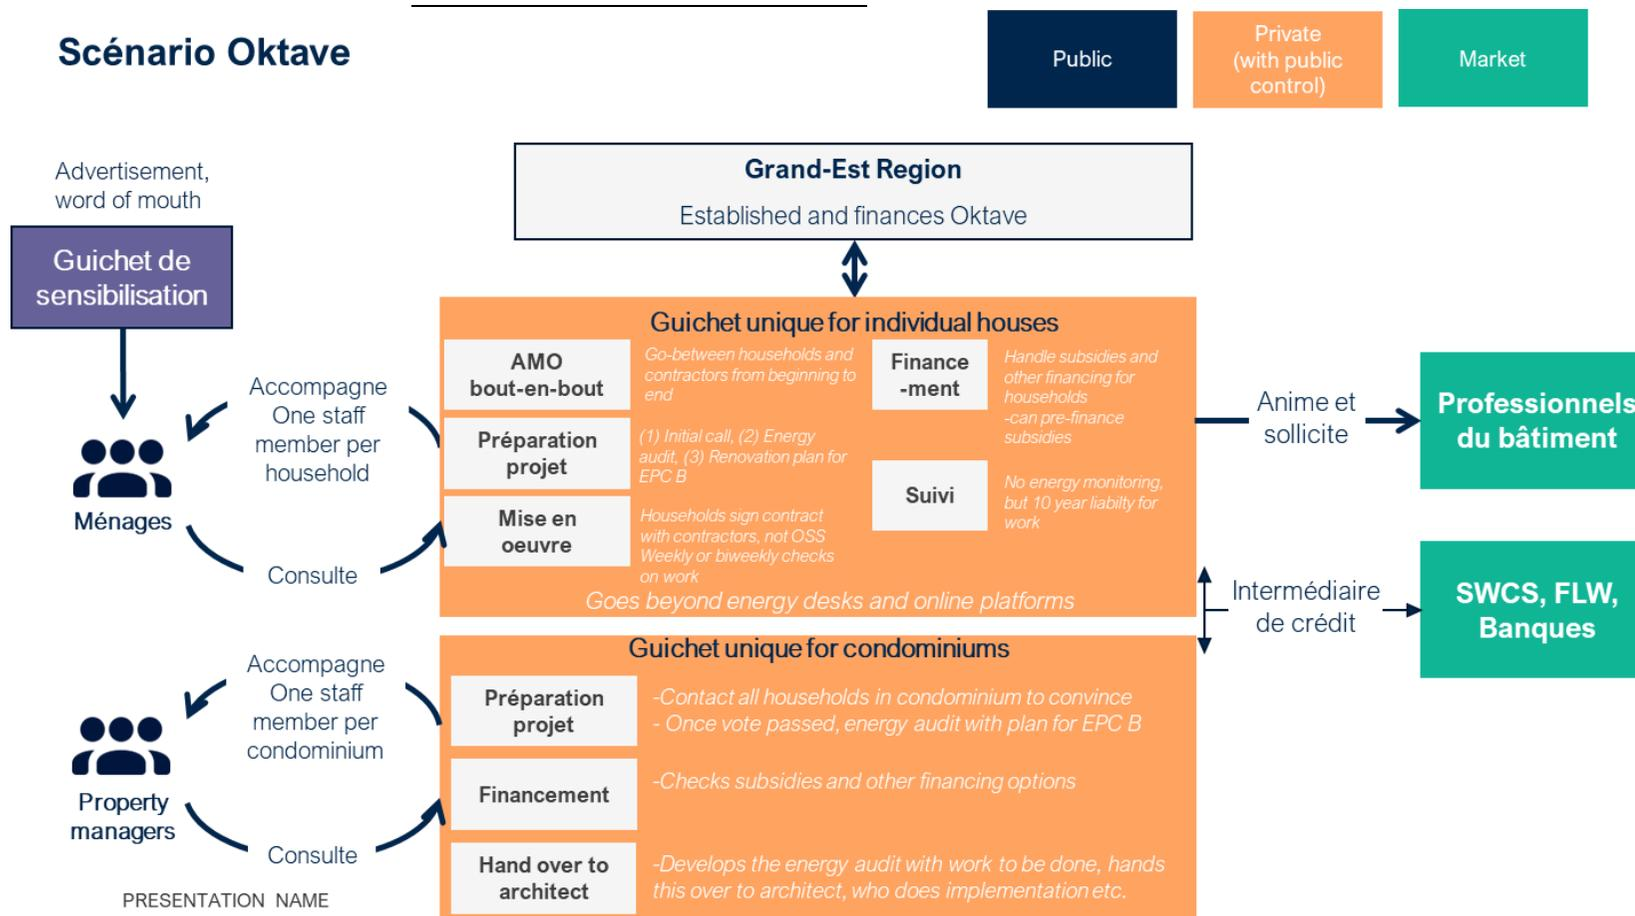 Scénario Oktave
Public
Private
(with public
control)
Market
Advertisement,
word of mouth
Guichet de
sensibilisation
Grand-Est Region
Established and finances Oktave
Accompagne
One staff
member per
household
Ménages
Consulte
Guichet unique for individual houses
AMO
bout-en-bout
Go-between households and
contractors from beginning to
end
Préparation
projet
(1) Initial call, (2) Energy
audit, (3) Renovation plan for
EPC B
Mise en
oeuvre
Households sign contract
with contractors, not OSS
Weekly or biweekly checks
on work
Finance
-ment
Handle subsidies and
other financing for
households
-can pre-finance
subsidies
Suivi
No energy monitoring,
but 10 year liabilty for
work
Goes beyond energy desks and online platforms
Anime et
sollicite
Professionnels
du bâtiment
Intermédiaire
de crédit
SWCS, FLW,
Banques
Accompagne
One staff
member per
condominium
Property
managers
Consulte
Guichet unique for condominiums
Préparation
projet
-Contact all households in condominium to convince
- Once vote passed, energy audit with plan for EPC B
Financement
-Checks subsidies and other financing options
Hand over to
architect
-Develops the energy audit with work to be done, hands
this over to architect, who does implementation etc.
PRESENTATION NAME